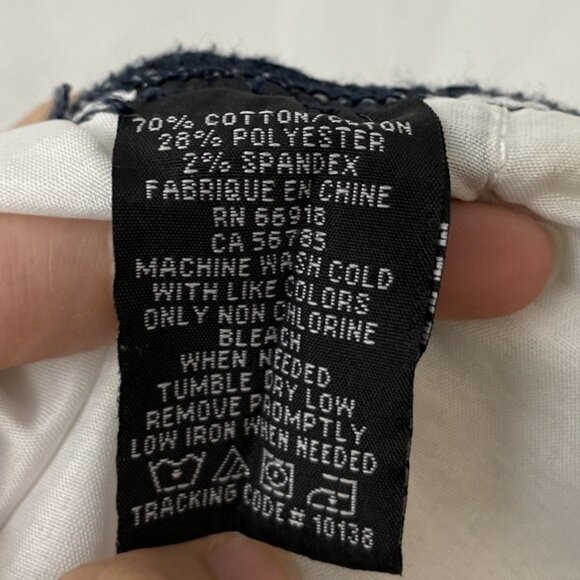 70% COTTON/COTON
28% POLYESTER
2% SPANDEX
FABRIQUE EN CHINE
RN 66918
CA 56785
MACHINE WASH COLD
WITH LIKE COLORS
ONLY NON CHLORINE
BLEACH
WHEN NEEDED
TUMBLE DRY LOW
REMOVE PROMPTLY
LOW IRON WHEN NEEDED
TRACKING CODE# 10138